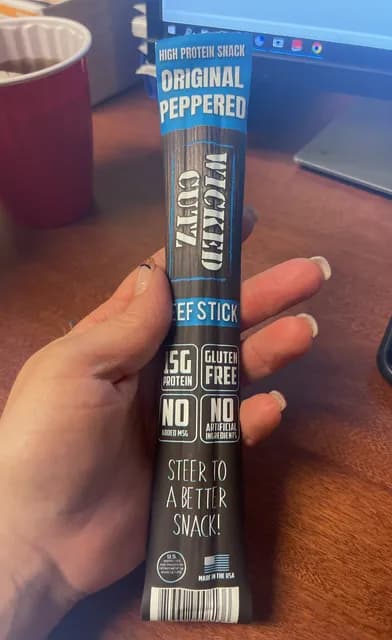 HIGH PROTEIN SNACK
ORIGINAL
PEPPERED
WICKED
CUTZ
EEF STICK
15G
PROTEIN
GLUTEN
FREE
NO
ADDED MSG
NO
ARTIFICIAL
INGREDIENTS
STEER TO
A BETTER
SNACK!
U.S.
MADE IN THE USA